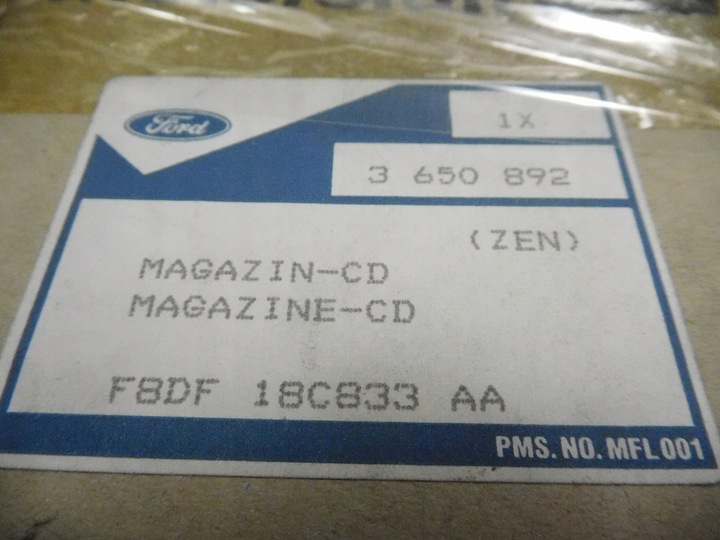 Ford
1X
3 650 892
(ZEN)
MAGAZIN-CD
MAGAZINE-CD
F8DF 18C833 AA
PMS. NO. MFL001